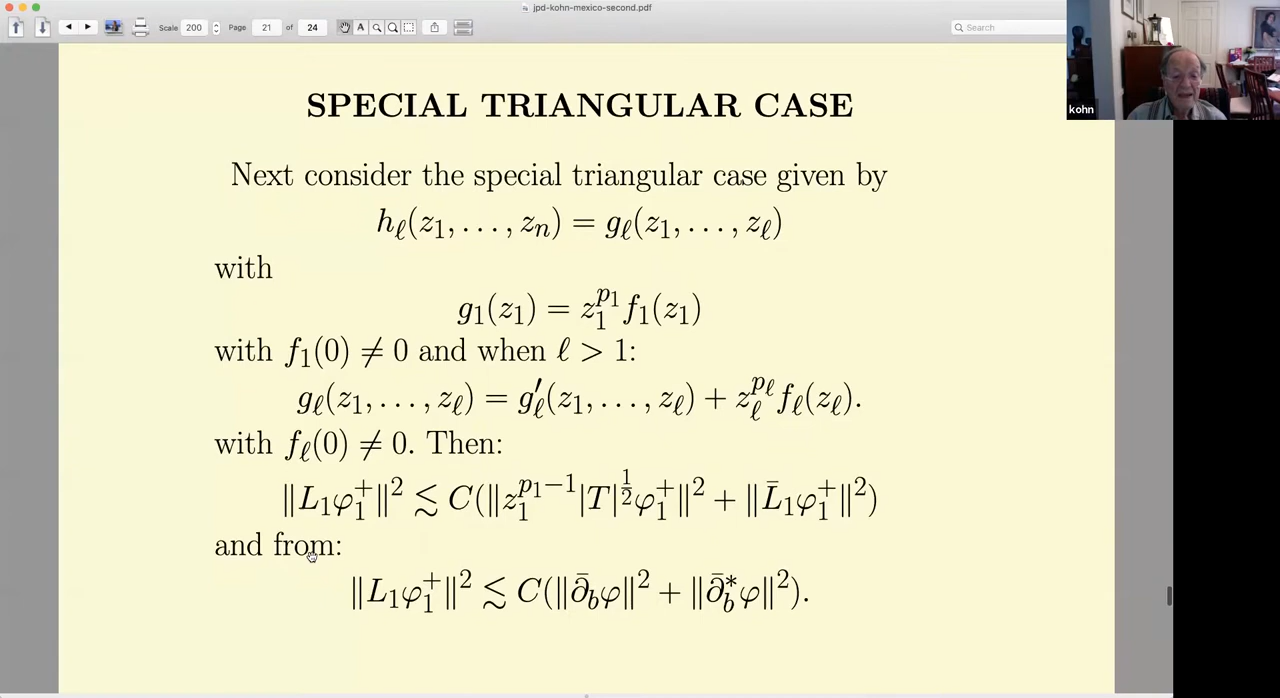 jpd-kohn-mexico-second.pdf
Scale 200 Page 21 of 24 A Search
kohn
SPECIAL TRIANGULAR CASE
Next consider the special triangular case given by
h_ℓ(z_1, …, z_n) = g_ℓ(z_1, …, z_ℓ)
with
g_1(z_1) = z_1^{p_1} f_1(z_1)
with f_1(0) ≠ 0 and when ℓ > 1:
g_ℓ(z_1, …, z_ℓ) = g′_ℓ(z_1, …, z_ℓ) + z_ℓ^{p_ℓ} f_ℓ(z_ℓ).
with f_ℓ(0) ≠ 0. Then:
‖L_1φ_1^+‖^2 ≲ C(‖z_1^{p_1−1}|T|^{1/2}φ_1^+‖^2 + ‖L̄_1φ_1^+‖^2)
and from:
‖L_1φ_1^+‖^2 ≲ C(‖∂̄_bφ‖^2 + ‖∂̄_b^*φ‖^2).